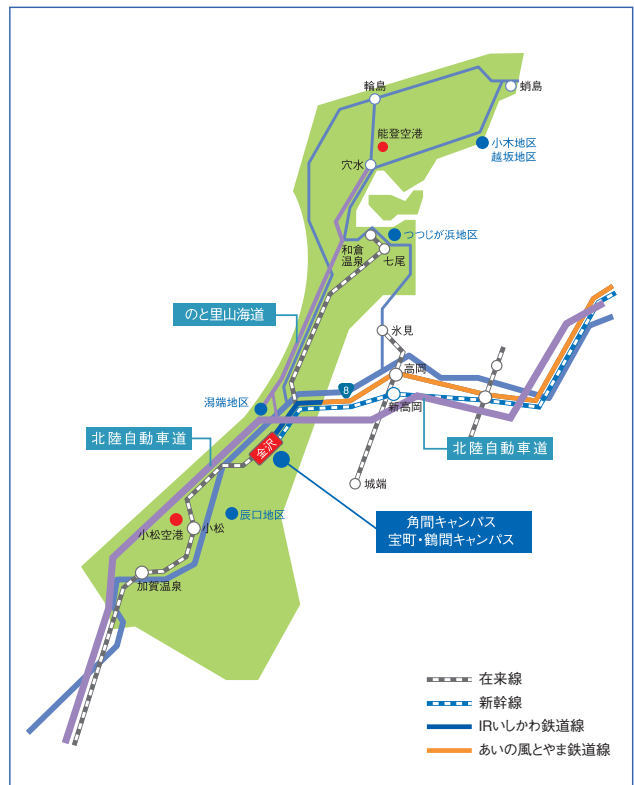 輪島
蛸島
能登空港
小木地区
越坂地区
穴水
つつじが浜地区
和倉
温泉
七尾
のと里山海道
氷見
高岡
8
新高岡
潟端地区
北陸自動車道
金沢
北陸自動車道
城端
角間キャンパス
宝町・鶴間キャンパス
辰口地区
小松空港
小松
加賀温泉
在来線
新幹線
IRいしかわ鉄道線
あいの風とやま鉄道線